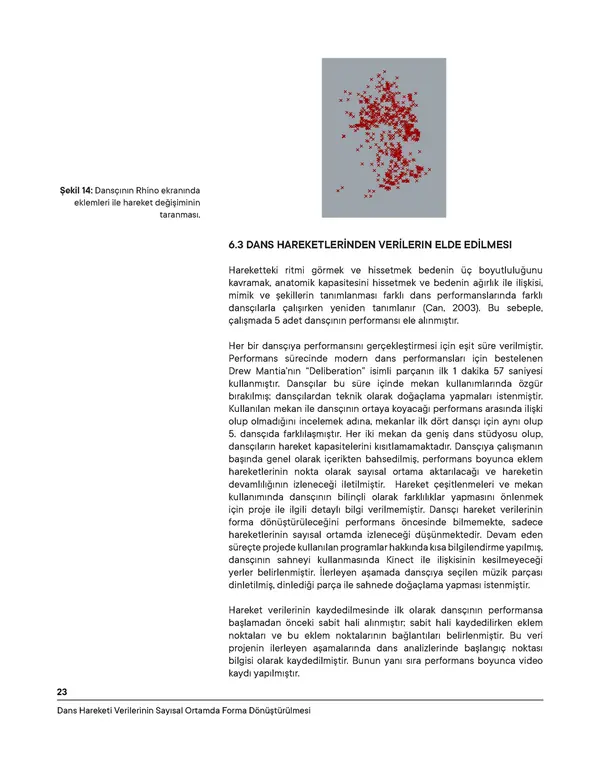 Şekil 14: Dansçının Rhino ekranında
eklemleri ile hareket değişiminin
taranması.
6.3 DANS HAREKETLERİNDEN VERİLERIN ELDE EDİLMESI
Hareketteki ritmi görmek ve hissetmek bedenin üç boyutluluğunu
kavramak, anatomik kapasitesini hissetmek ve bedenin ağırlık ile ilişkisi,
mimik ve şekillerin tanımlanması farklı dans performanslarında farklı
dansçılarla çalışırken yeniden tanımlanır (Can, 2003). Bu sebeple,
çalışmada 5 adet dansçının performansı ele alınmıştır.
Her bir dansçıya performansını gerçekleştirmesi için eşit süre verilmiştir.
Performans sürecinde modern dans performansları için bestelenen
Drew Mantia'nın "Deliberation" isimli parçanın ilk 1 dakika 57 saniyesi
kullanmıştır. Dansçılar bu süre içinde mekan kullanımlarında özgür
bırakılmış; dansçılardan teknik olarak doğaçlama yapmaları istenmiştir.
Kullanılan mekan ile dansçının ortaya koyacağı performans arasında ilişki
olup olmadığını incelemek adına, mekanlar ilk dört dansçı için aynı olup
5. dansçıda farklılaşmıştır. Her iki mekan da geniş dans stüdyosu olup,
dansçıların hareket kapasitelerini kısıtlamamaktadır. Dansçıya çalışmanın
başında genel olarak içerikten bahsedilmiş, performans boyunca eklem
hareketlerinin nokta olarak sayısal ortama aktarılacağı ve hareketin
devamlılığının izleneceği iletilmiştir. Hareket çeşitlenmeleri ve mekan
kullanımında dansçının bilinçli olarak farklılıklar yapmasını önlenmek
için proje ile ilgili detaylı bilgi verilmemiştir. Dansçı hareket verilerinin
forma dönüştürüleceğini performans öncesinde bilmemekte, sadece
hareketlerinin sayısal ortamda izleneceği düşünmektedir. Devam eden
süreçte projede kullanılan programlar hakkında kısa bilgilendirme yapılmış,
dansçının sahneyi kullanmasında Kinect ile ilişkisinin kesilmeyeceği
yerler belirlenmiştir. İlerleyen aşamada dansçıya seçilen müzik parçası
dinletilmiş, dinlediği parça ile sahnede doğaçlama yapması istenmiştir.
Hareket verilerinin kaydedilmesinde ilk olarak dansçının performansa
başlamadan önceki sabit hali alınmıştır; sabit hali kaydedilirken eklem
noktaları ve bu eklem noktalarının bağlantıları belirlenmiştir. Bu veri
projenin ilerleyen aşamalarında dans analizlerinde başlangıç noktası
bilgisi olarak kaydedilmiştir. Bunun yanı sıra performans boyunca video
kaydı yapılmıştır.
23
Dans Hareketi Verilerinin Sayısal Ortamda Forma Dönüştürülmesi